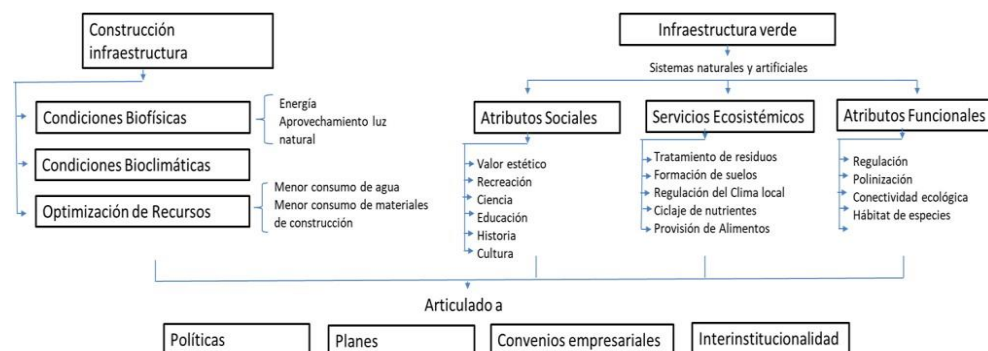 Construcción
infraestructura
Condiciones Biofísicas
Energía
Aprovechamiento luz
natural
Condiciones Bioclimáticas
Optimización de Recursos
Menor consumo de agua
Menor consumo de materiales
de construcción
Infraestructura verde
Sistemas naturales y artificiales
Atributos Sociales
Valor estético
Recreación
Ciencia
Educación
Historia
Cultura
Servicios Ecosistémicos
Tratamiento de residuos
Formación de suelos
Regulación del Clima local
Ciclaje de nutrientes
Provisión de Alimentos
Atributos Funcionales
Regulación
Polinización
Conectividad ecológica
Hábitat de especies
Articulado a
Políticas
Planes
Convenios empresariales
Interinstitucionalidad